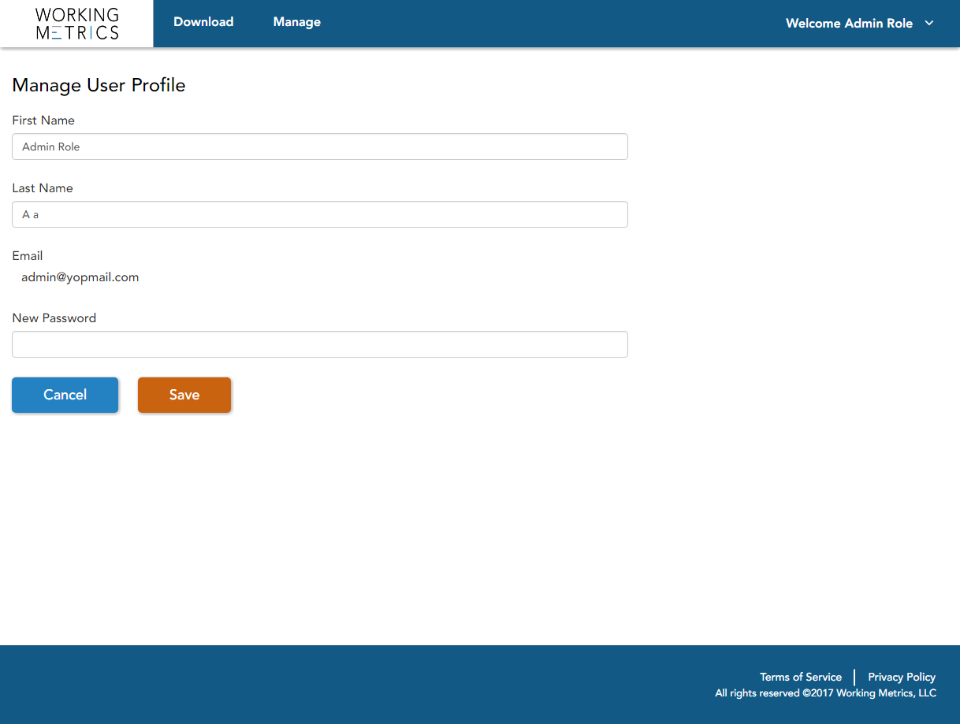 WORKING
METRICS
Download
Manage
Welcome Admin Role
Manage User Profile
First Name
Admin Role
Last Name
A a
Email
admin@yopmail.com
New Password
Cancel
Save
Terms of Service
Privacy Policy
All rights reserved ©2017 Working Metrics, LLC